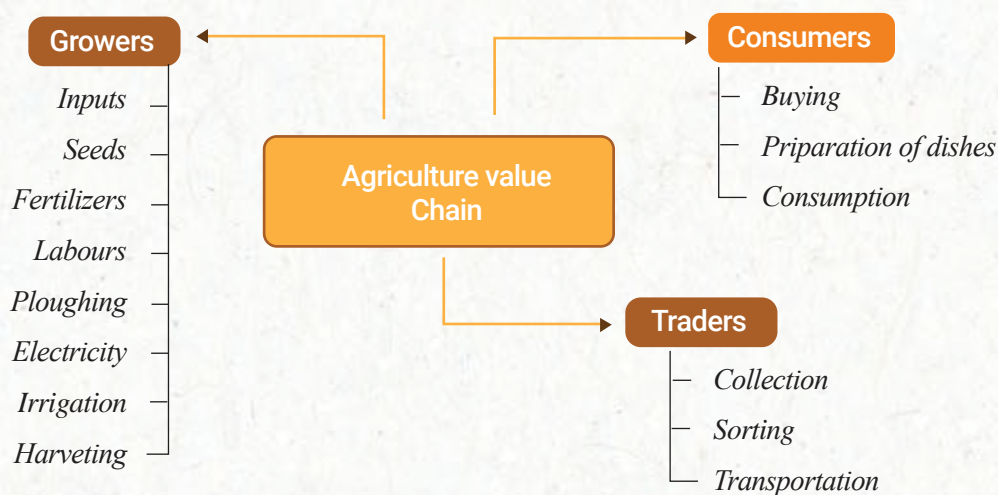 Growers
Inputs
Seeds
Fertilizers
Labours
Ploughing
Electricity
Irrigation
Harveting
Agriculture value
Chain
Consumers
Buying
Priparation of dishes
Consumption
Traders
Collection
Sorting
Transportation